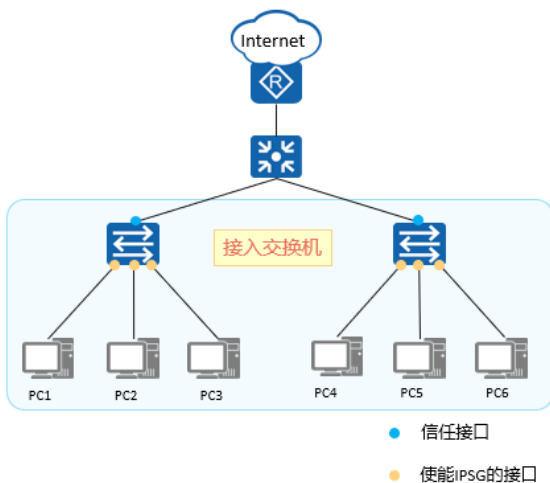 Internet
R
接入交换机
PC1
PC2
PC3
PC4
PC5
PC6
信任接口
使能IPSG的接口